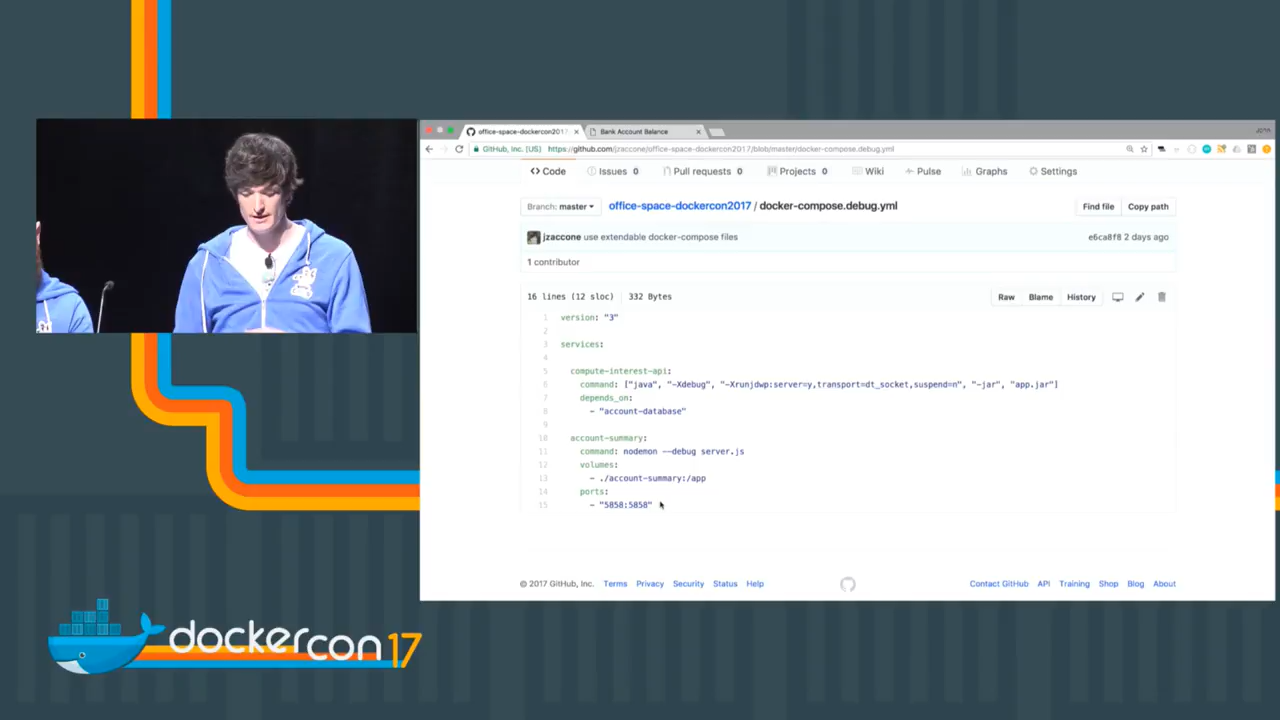 office-space-dockercon2017
Bank Account Balance
GitHub, Inc. [US]
https://github.com/jzaccone/office-space-dockercon2017/blob/master/docker-compose.debug.yml
Code
Issues 0
Pull requests 0
Projects 0
Wiki
Pulse
Graphs
Settings
Branch: master
office-space-dockercon2017 / docker-compose.debug.yml
Find file
Copy path
jzaccone use extendable docker-compose files
e6ca8f8 2 days ago
1 contributor
16 lines (12 sloc) 332 Bytes
Raw
Blame
History
1 version: "3"
2
3 services:
4
5 compute-interest-api:
6 command: ["java", "-Xdebug", "-Xrunjdwp:server=y,transport=dt_socket,suspend=n", "-jar", "app.jar"]
7 depends_on:
8 - "account-database"
9
10 account-summary:
11 command: nodemon --debug server.js
12 volumes:
13 - ./account-summary:/app
14 ports:
15 - "5858:5858"
© 2017 GitHub, Inc.
Terms
Privacy
Security
Status
Help
Contact GitHub
API
Training
Shop
Blog
About
dockercon 17